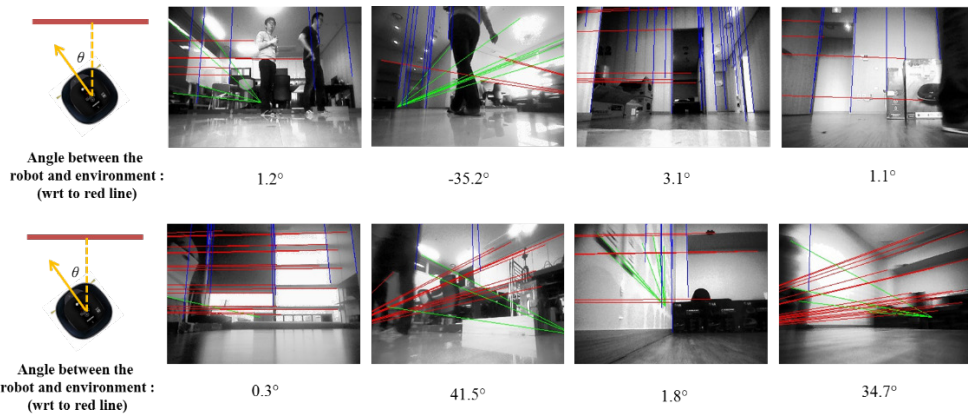 θ
Angle between the
robot and environment :
(wrt to red line)
1.2°
-35.2°
3.1°
1.1°
θ
Angle between the
robot and environment :
(wrt to red line)
0.3°
41.5°
1.8°
34.7°